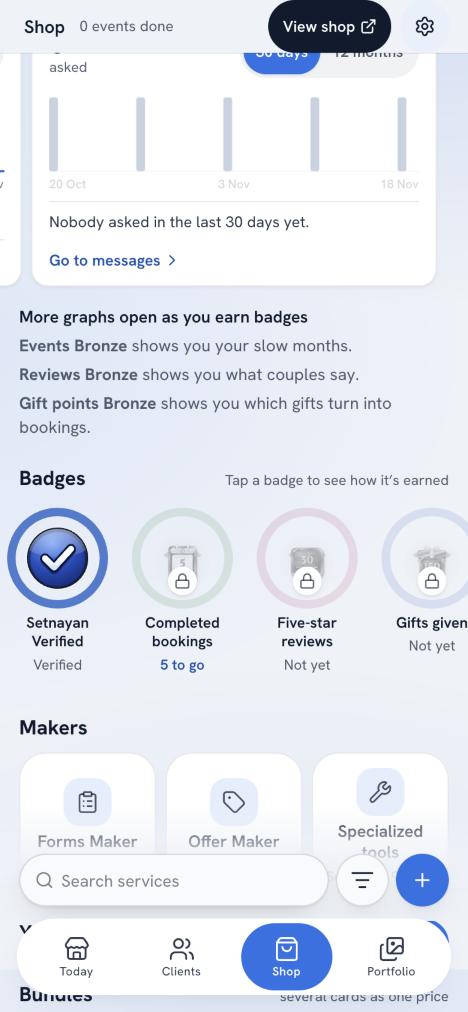 Shop 0 events done View shop
asked 30 days 12 months
20 Oct 3 Nov 18 Nov
Nobody asked in the last 30 days yet.
Go to messages
More graphs open as you earn badges
Events Bronze shows you your slow months.
Reviews Bronze shows you what couples say.
Gift points Bronze shows you which gifts turn into
bookings.
Badges Tap a badge to see how it’s earned
Setnayan
Verified
Verified
Completed
bookings
5 to go
Five-star
reviews
Not yet
Gifts given
Not yet
Makers
Forms Maker
Offer Maker
Specialized
tools
Search services
Today Clients Shop Portfolio
Bundles several cards as one price